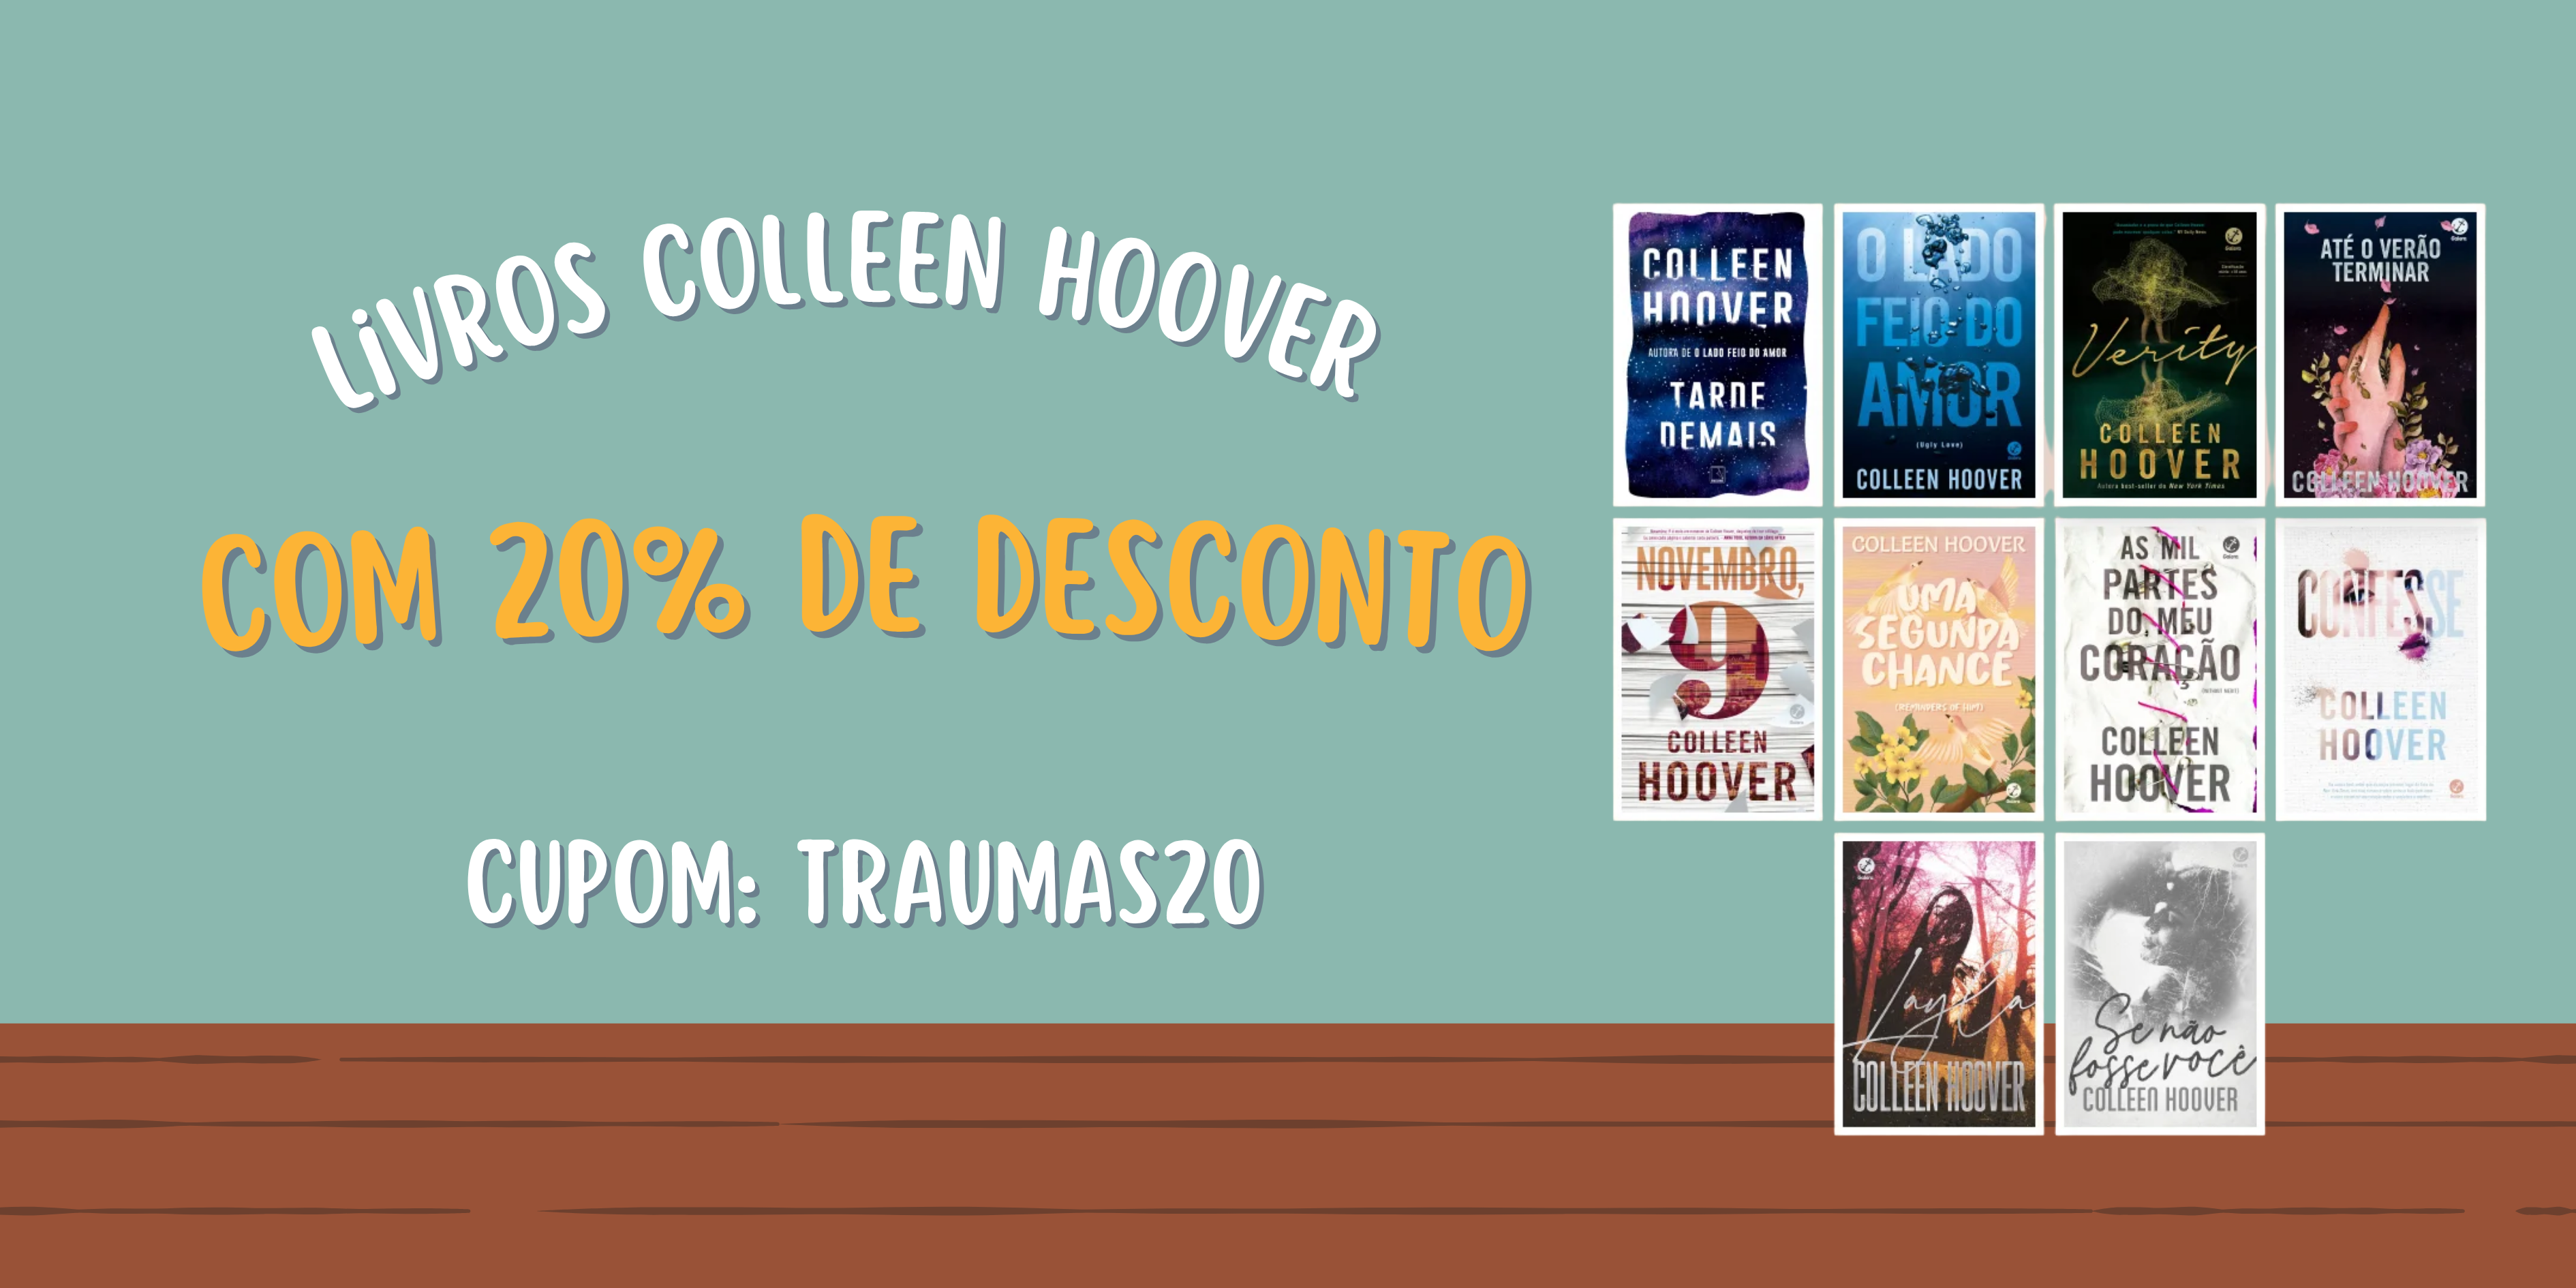 LiVROS COLLEEN HOOVER
COM 20% DE DESCONTO
CUPOM: TRAUMAS20
COLLEEN
HOOVER
AUTORA DE O LADO FEIO DO AMOR
TARDE
DEMAIS
O LADO
FEIO DO
AMOR
(Ugly Love)
COLLEEN HOOVER
Verity
COLLEEN
HOOVER
Autora best-seller do New York Times
ATÉ O VERÃO
TERMINAR
COLLEEN HOOVER
NOVEMBRO,
9
COLLEEN
HOOVER
COLLEEN HOOVER
UMA
SEGUNDA
CHANCE
(REMINDERS OF HIM)
AS MIL
PARTES
DO MEU
CORAÇÃO
COLLEEN
HOOVER
CONFESSE
COLLEEN
HOOVER
Layla
COLLEEN HOOVER
Se não
fosse você
COLLEEN HOOVER